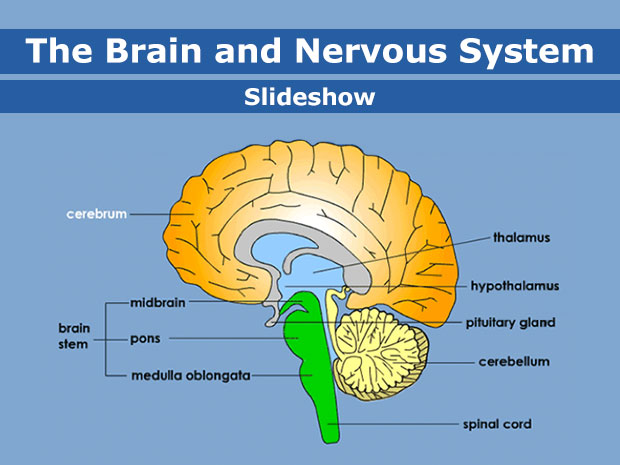 The Brain and Nervous System
Slideshow
cerebrum
thalamus
hypothalamus
midbrain
pituitary gland
brain
stem
pons
cerebellum
medulla oblongata
spinal cord